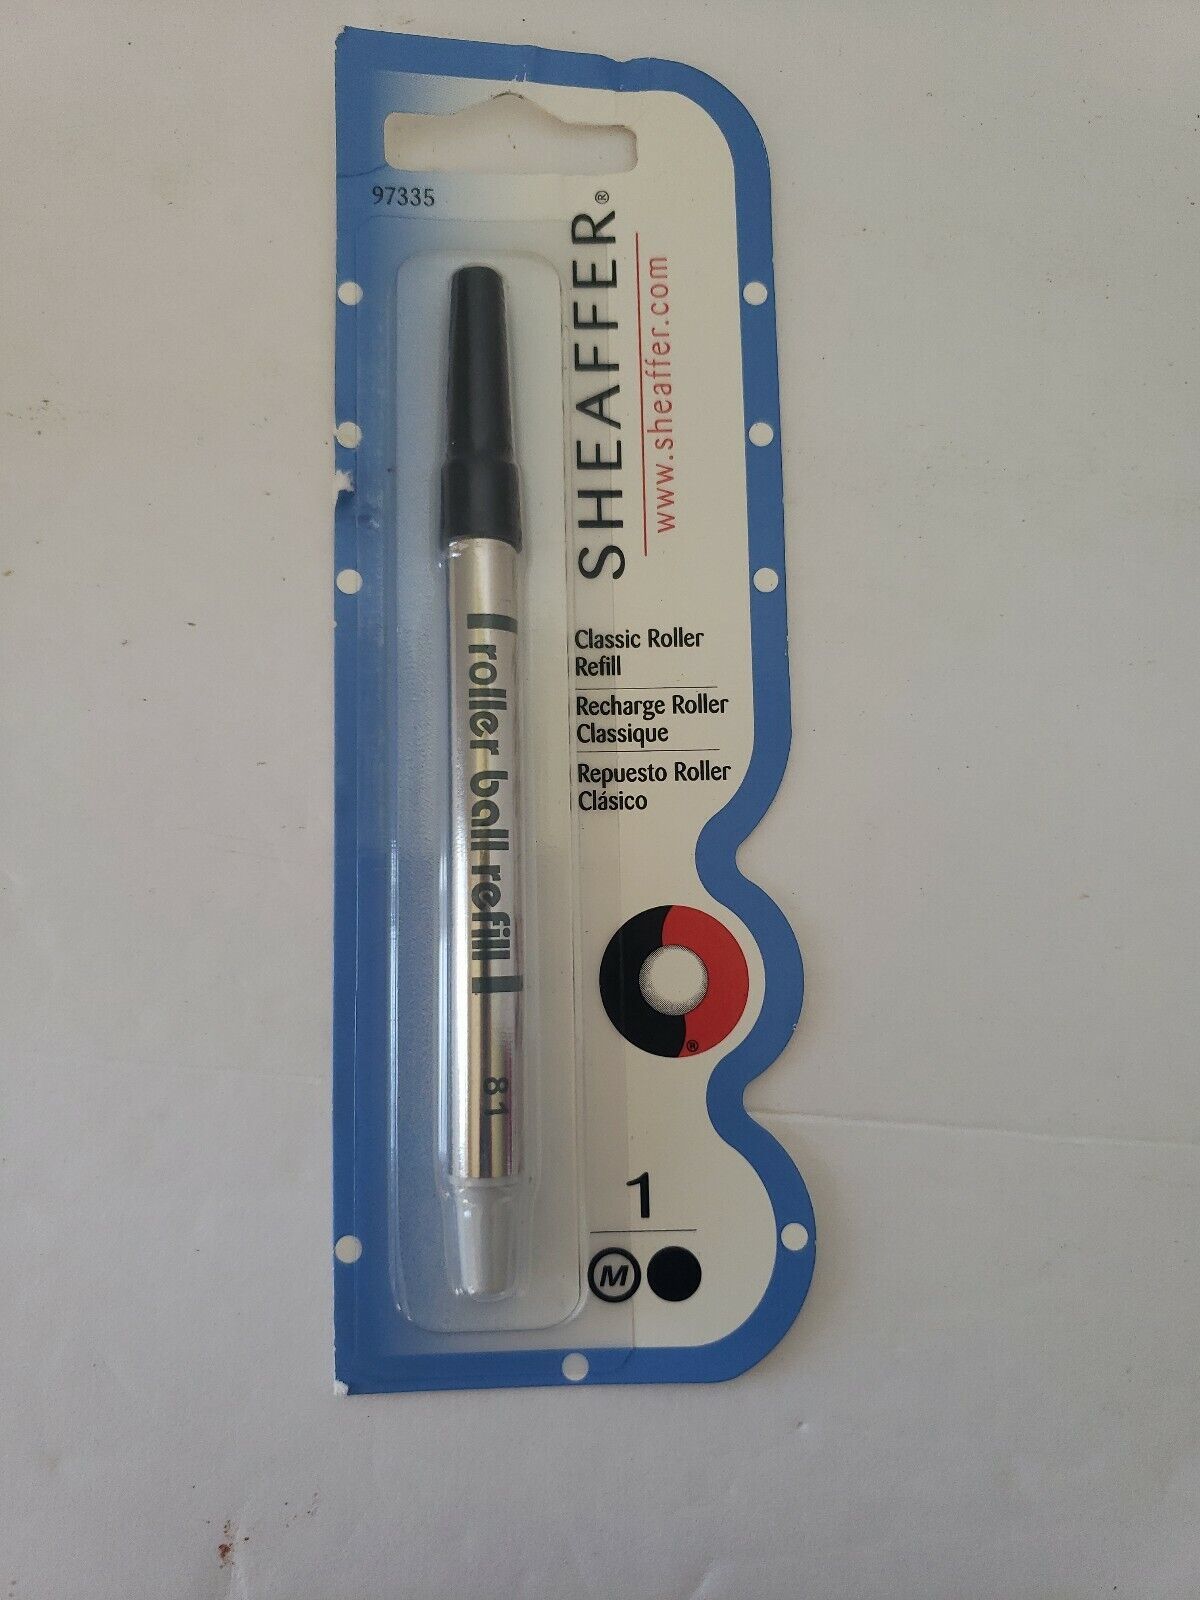 97335
SHEAFFER®
www.sheaffer.com
Classic Roller
Refill
Recharge Roller
Classique
Repuesto Roller
Clásico
roller ball refill
81
®
1
M